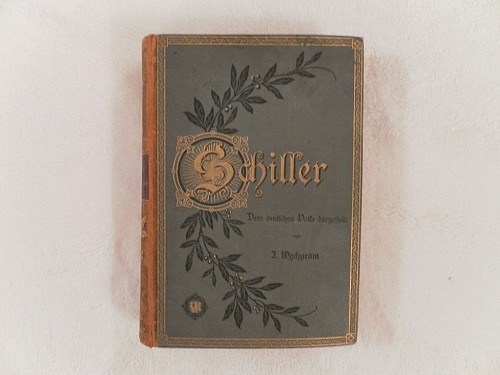 Schiller
Dem deutschen Volke dargestellt
von
J. Wychgram